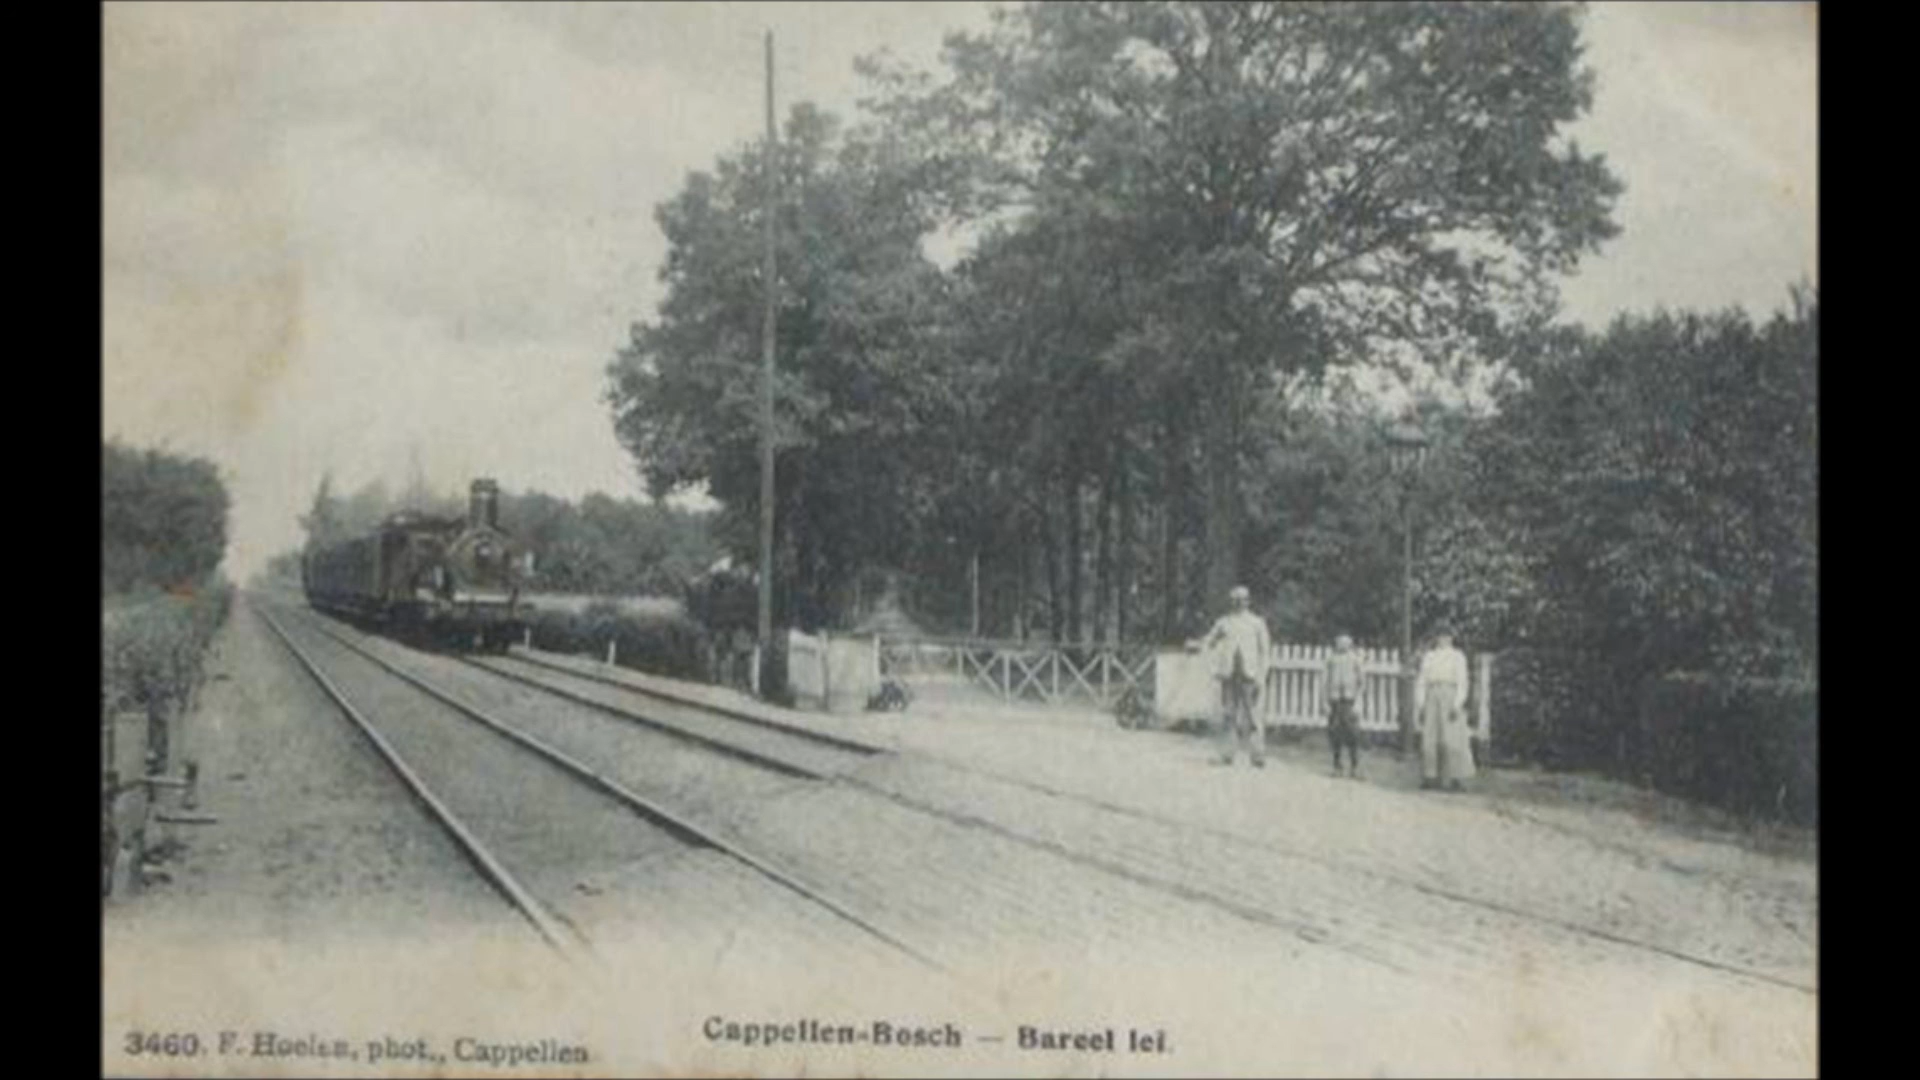 Cappellen-Bosch — Bareel lei.
3460. F. Hoelen, phot., Cappellen